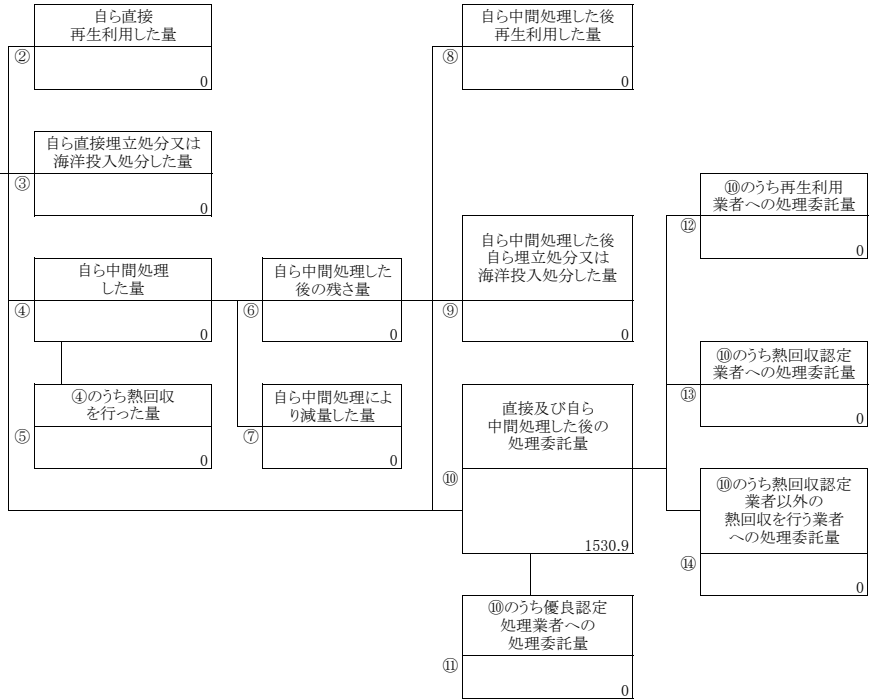 自ら直接
再生利用した量
②
0
自ら直接埋立処分又は
海洋投入処分した量
③
0
自ら中間処理
した量
④
0
④のうち熱回収
を行った量
⑤
0
自ら中間処理した
後の残さ量
⑥
0
自ら中間処理によ
り減量した量
⑦
0
自ら中間処理した後
再生利用した量
⑧
0
自ら中間処理した後
自ら埋立処分又は
海洋投入処分した量
⑨
0
直接及び自ら
中間処理した後の
処理委託量
⑩
1530.9
⑩のうち優良認定
処理業者への
処理委託量
⑪
0
⑩のうち再生利用
業者への処理委託量
⑫
0
⑩のうち熱回収認定
業者への処理委託量
⑬
0
⑩のうち熱回収認定
業者以外の
熱回収を行う業者
への処理委託量
⑭
0